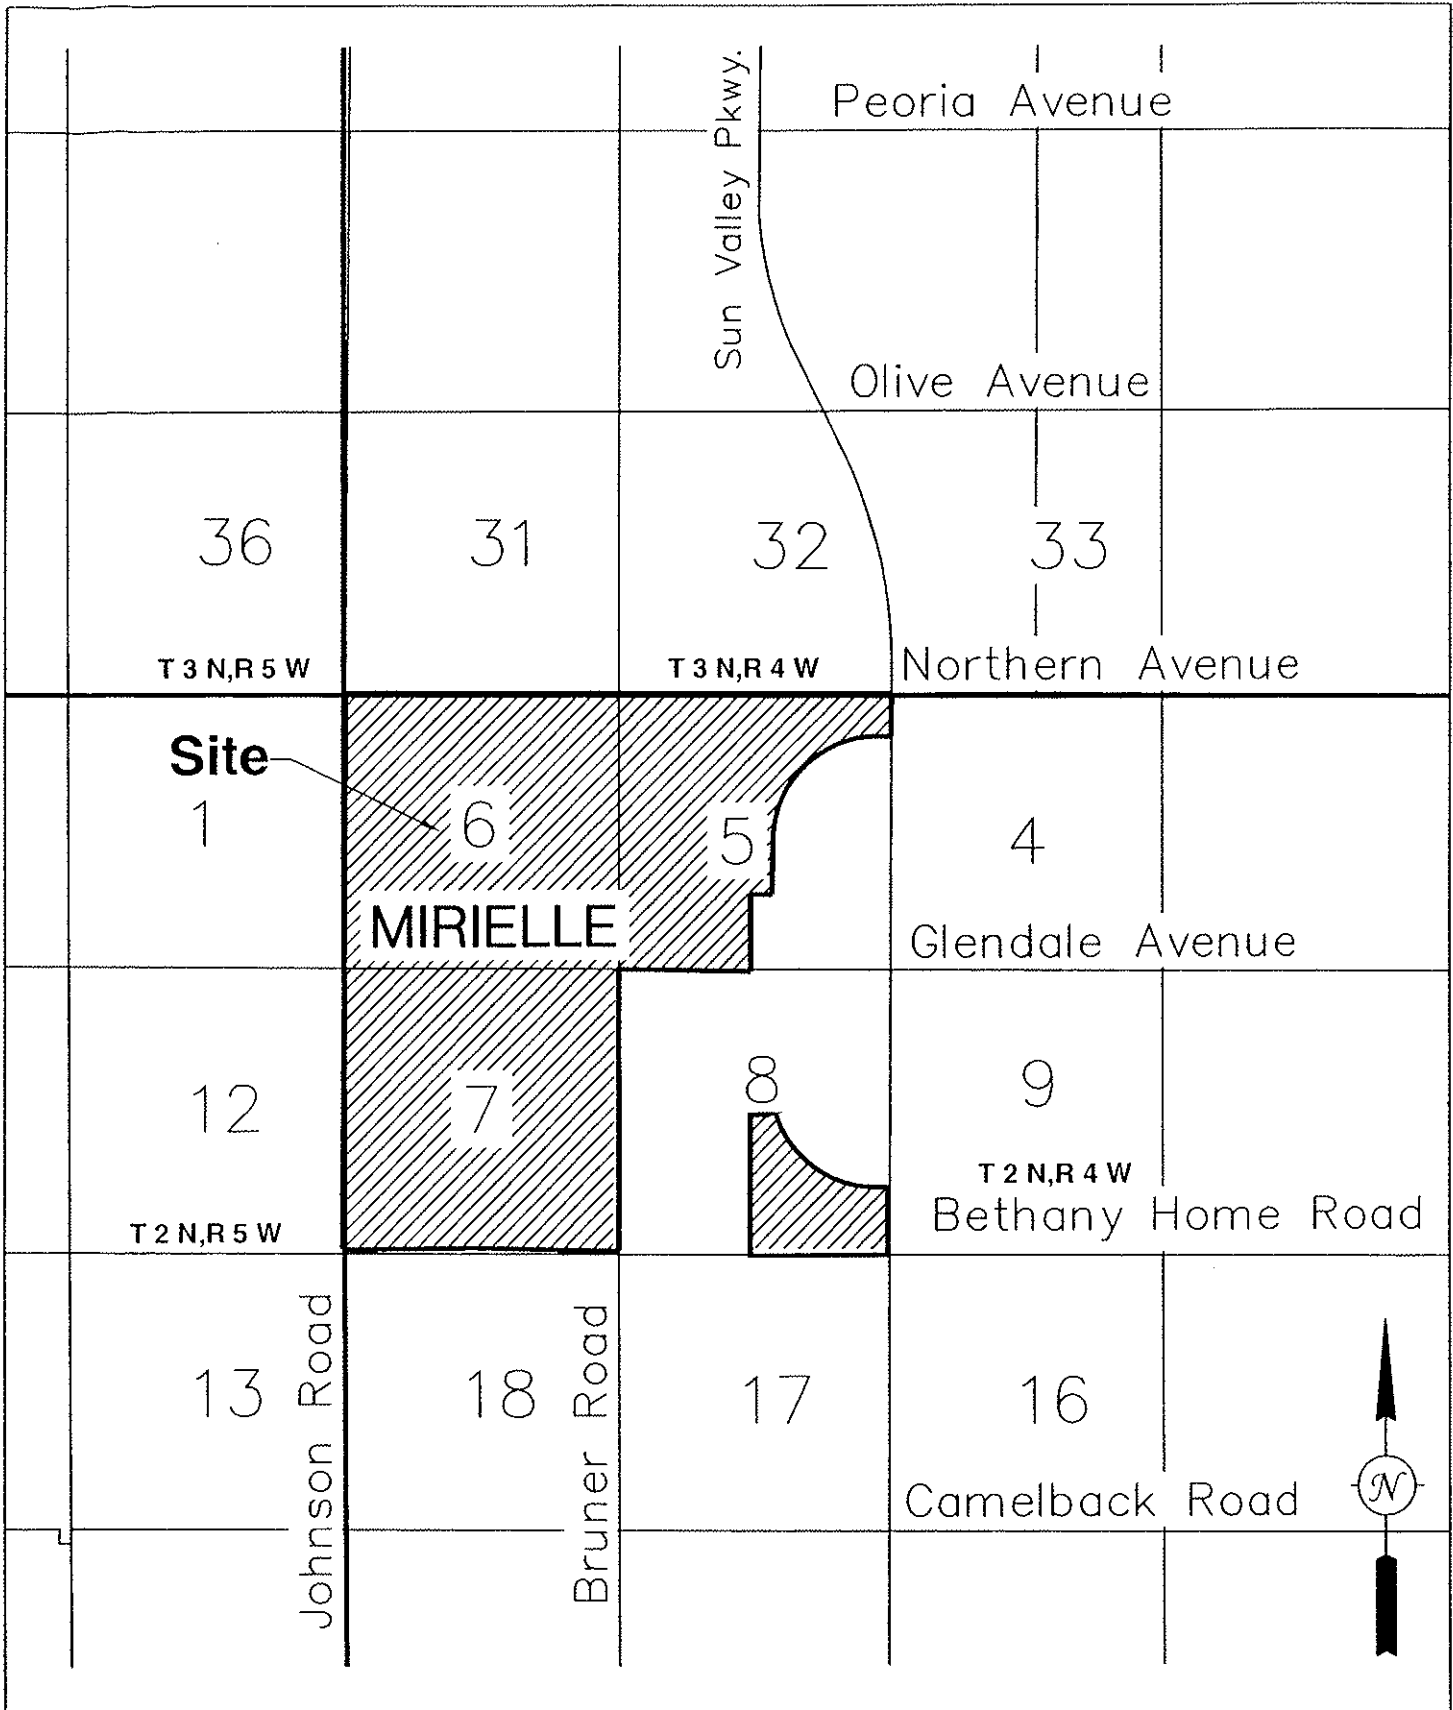 Sun Valley Pkwy.
Peoria Avenue
Olive Avenue
36
31
32
33
T 3 N,R 5 W
T 3 N,R 4 W
Northern Avenue
Site
1
6
5
4
MIRIELLE
Glendale Avenue
12
7
8
9
T 2 N,R 4 W
T 2 N,R 5 W
Bethany Home Road
13
Johnson Road
18
Bruner Road
17
16
Camelback Road
N